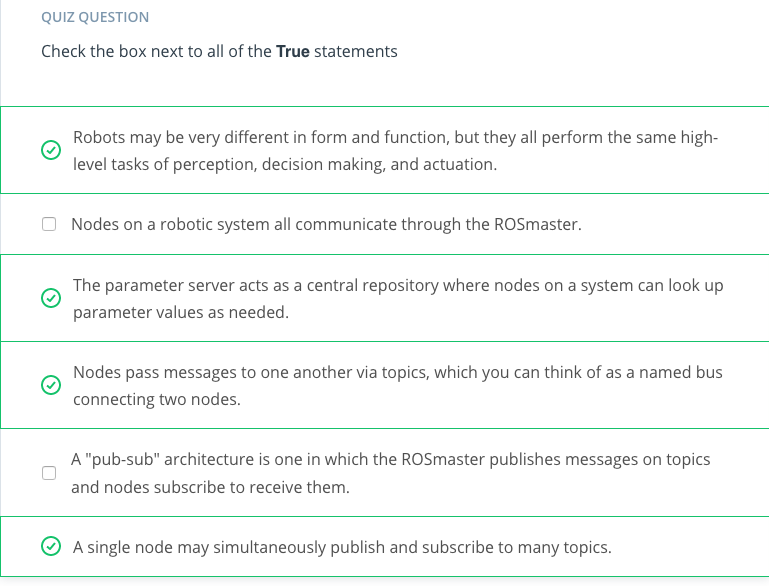 QUIZ QUESTION
Check the box next to all of the True statements
Robots may be very different in form and function, but they all perform the same high-
level tasks of perception, decision making, and actuation.
Nodes on a robotic system all communicate through the ROSmaster.
The parameter server acts as a central repository where nodes on a system can look up
parameter values as needed.
Nodes pass messages to one another via topics, which you can think of as a named bus
connecting two nodes.
A "pub-sub" architecture is one in which the ROSmaster publishes messages on topics
and nodes subscribe to receive them.
A single node may simultaneously publish and subscribe to many topics.